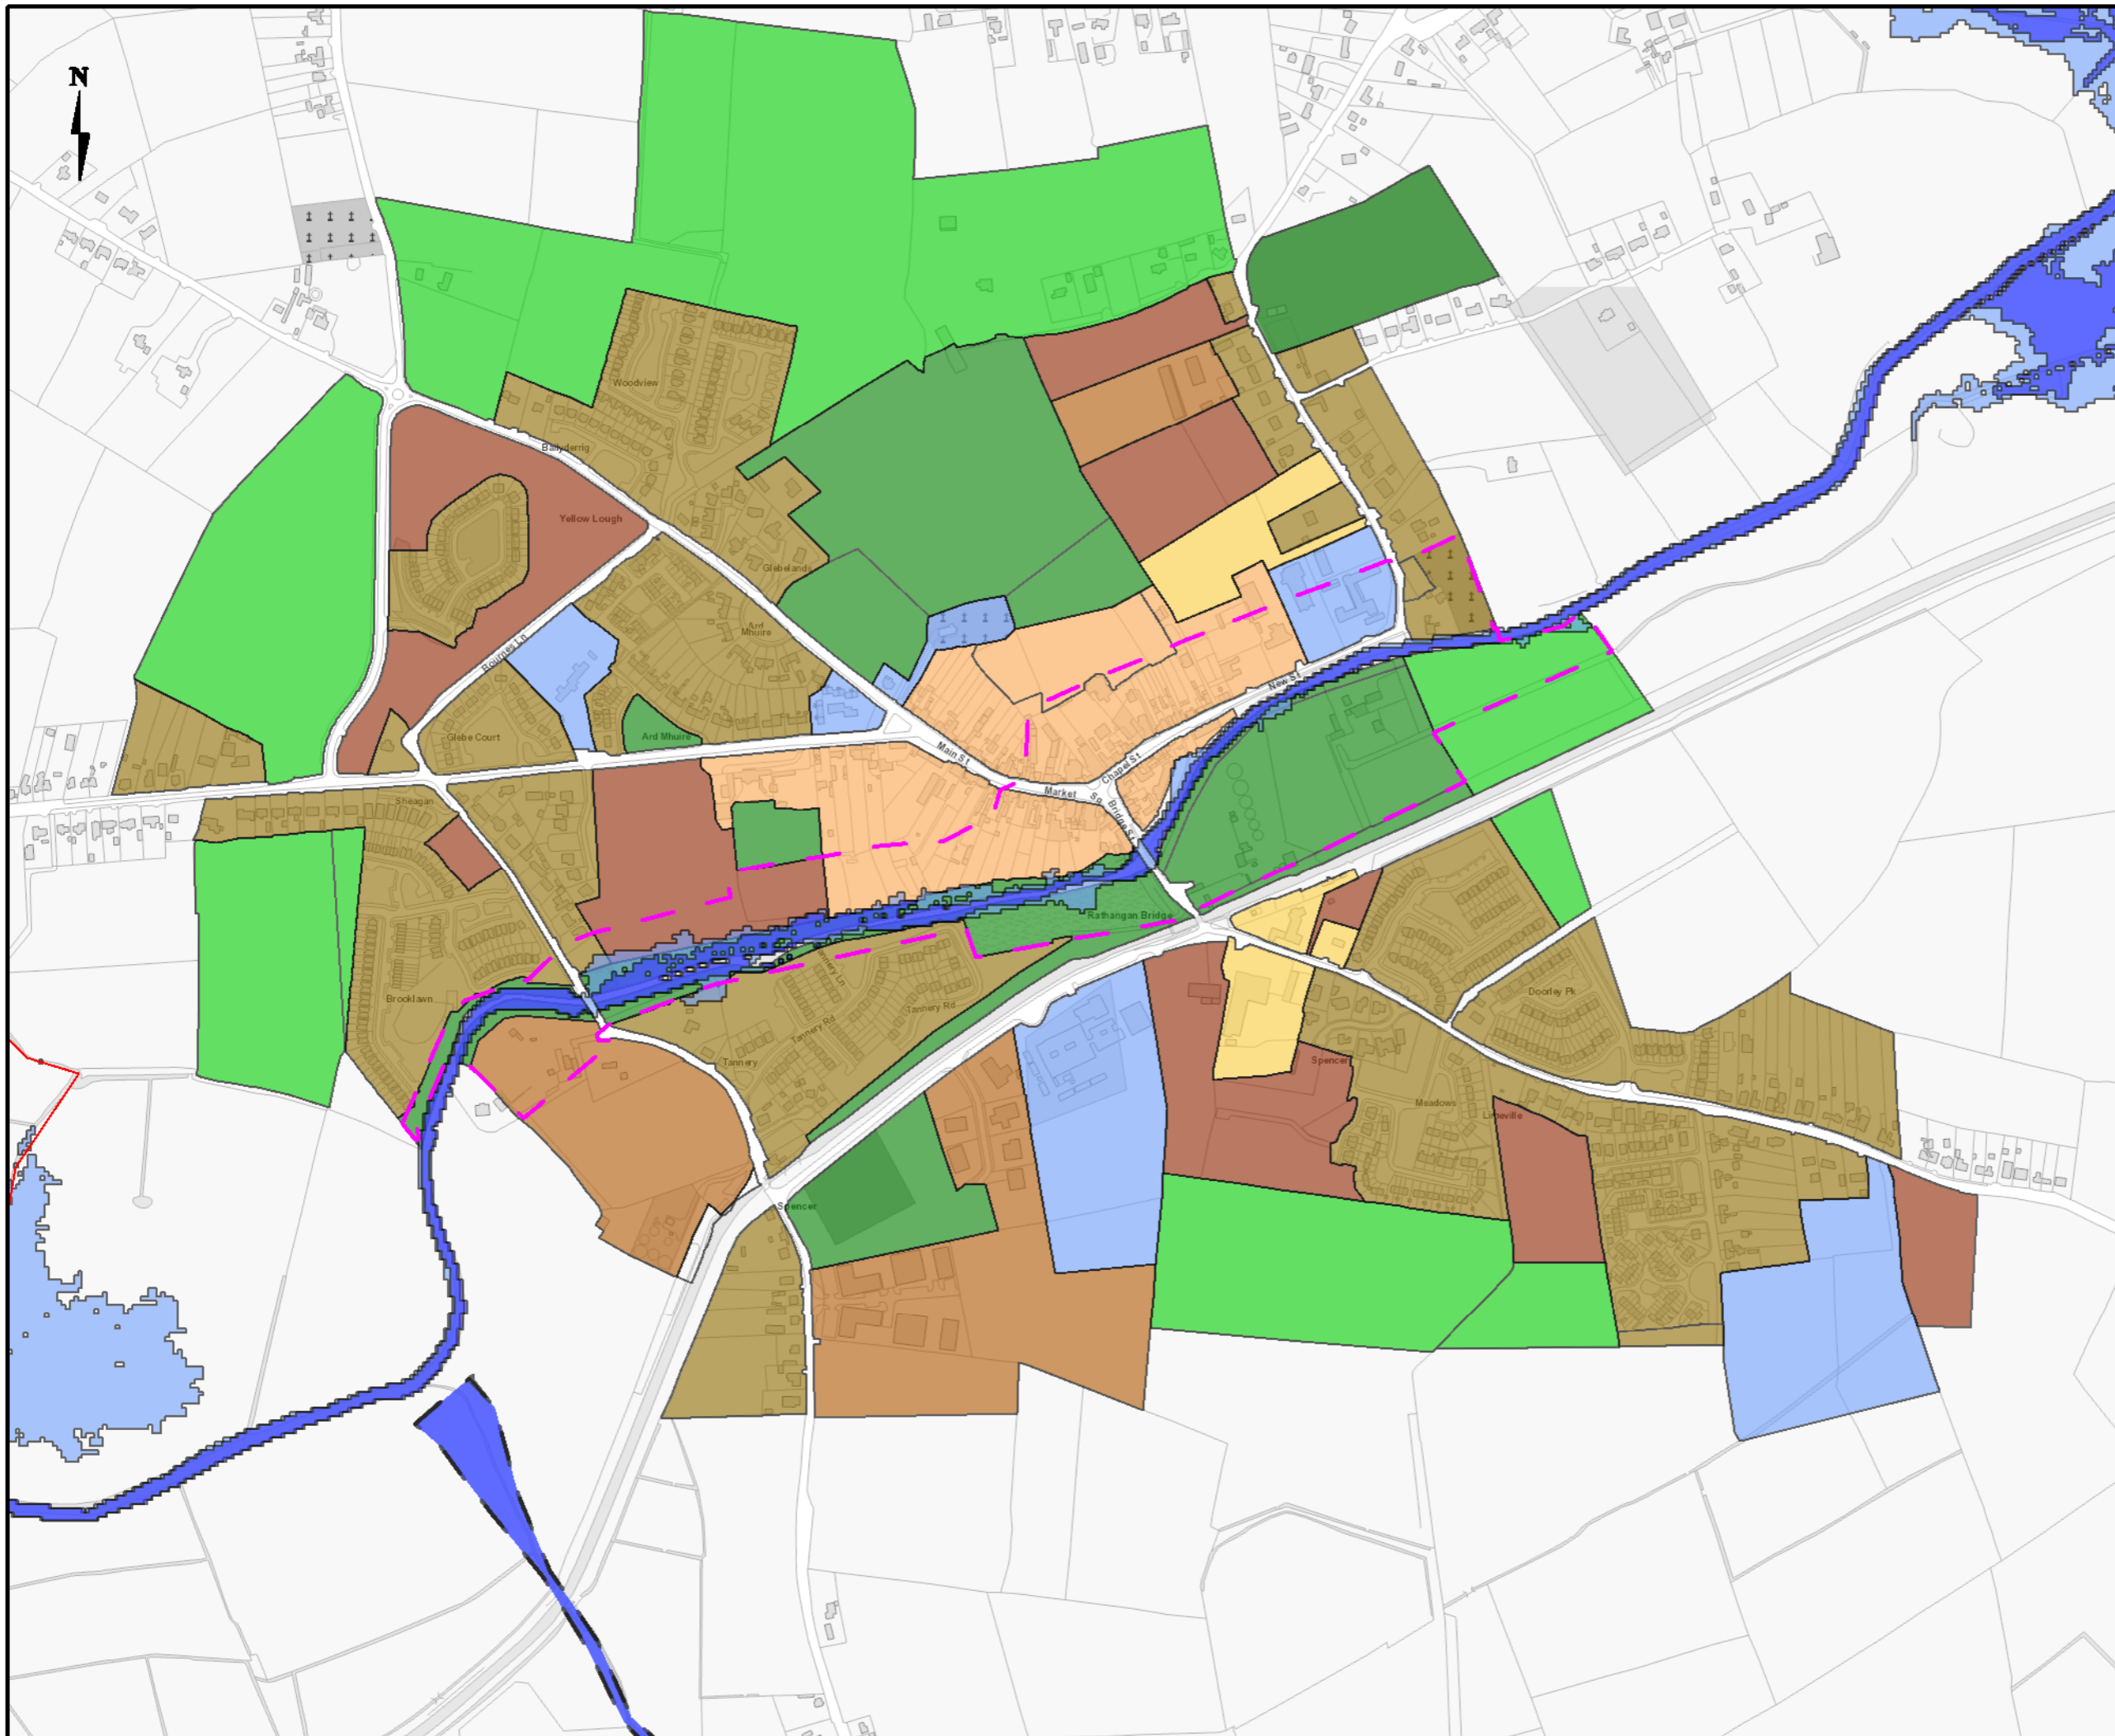 N
Woodview
Ballyderrig
Yellow Lough
Glebelands
Ard
Mhuire
Bournes Ln
Glebe Court
Ard Mhuire
New St
Main St
Chapel St
Market
Sq
Bridge St
Sheagan
Rathangan Bridge
Brooklawn
Tannery Ln
Tannery Rd
Tannery Rd
Tannery
Doorley Pk
Spencer
Meadows
Limeville
Spencer